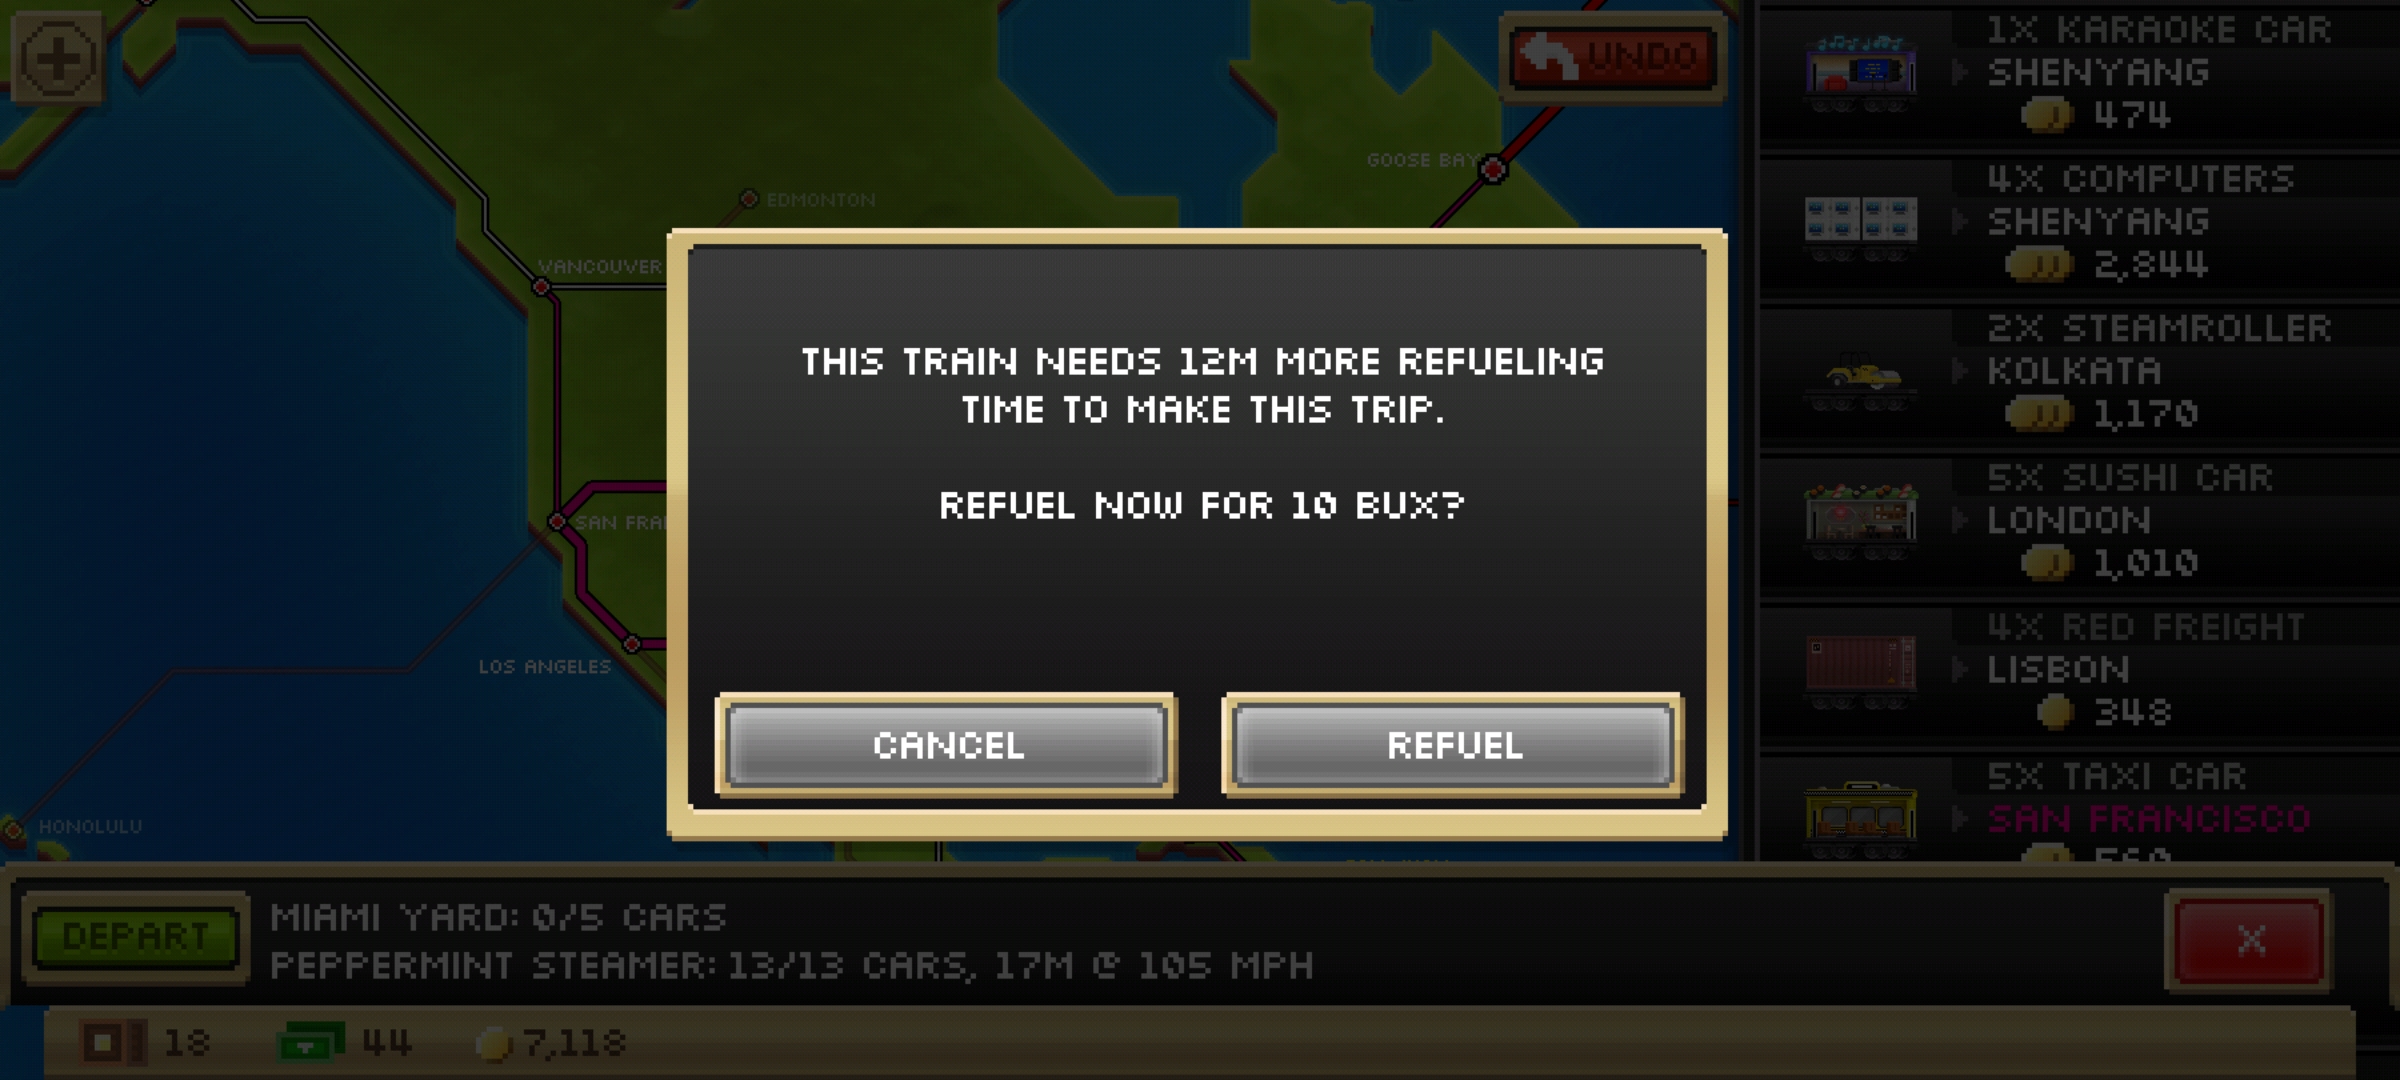 UNDO
GOOSE BAY
EDMONTON
VANCOUVER
SAN FRAN
LOS ANGELES
HONOLULU
THIS TRAIN NEEDS 12M MORE REFUELING
TIME TO MAKE THIS TRIP.
REFUEL NOW FOR 10 BUX?
CANCEL
REFUEL
1X KARAOKE CAR
SHENYANG
474
4X COMPUTERS
SHENYANG
2,844
2X STEAMROLLER
KOLKATA
1,170
5X SUSHI CAR
LONDON
1,010
4X RED FREIGHT
LISBON
348
5X TAXI CAR
SAN FRANCISCO
560
DEPART
MIAMI YARD: 0/5 CARS
PEPPERMINT STEAMER: 13/13 CARS, 17M @ 105 MPH
X
18
44
7,118